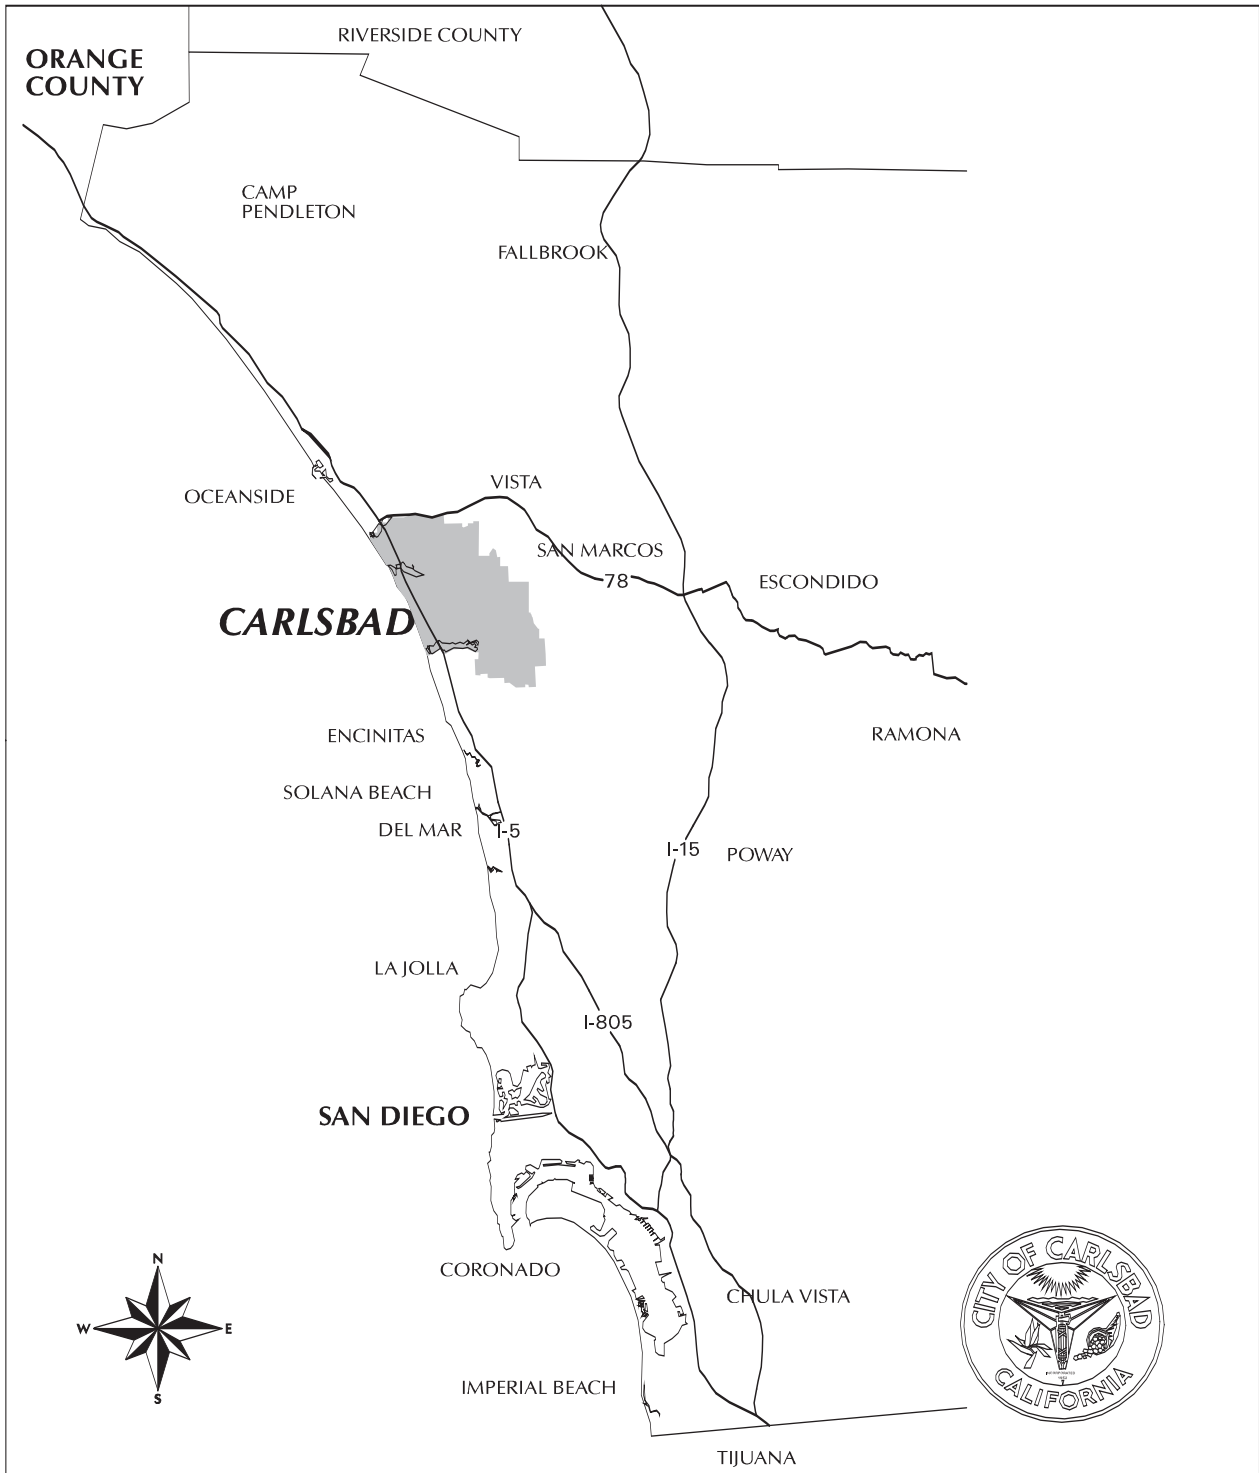 RIVERSIDE COUNTY
ORANGE
COUNTY
CAMP
PENDLETON
FALLBROOK
VISTA
OCEANSIDE
SAN MARCOS
78
ESCONDIDO
CARLSBAD
ENCINITAS
RAMONA
SOLANA BEACH
DEL MAR
I-5
I-15
POWAY
LA JOLLA
I-805
SAN DIEGO
CORONADO
CHULA VISTA
IMPERIAL BEACH
TIJUANA
N
W
E
S
CITY OF CARLSBAD
CALIFORNIA